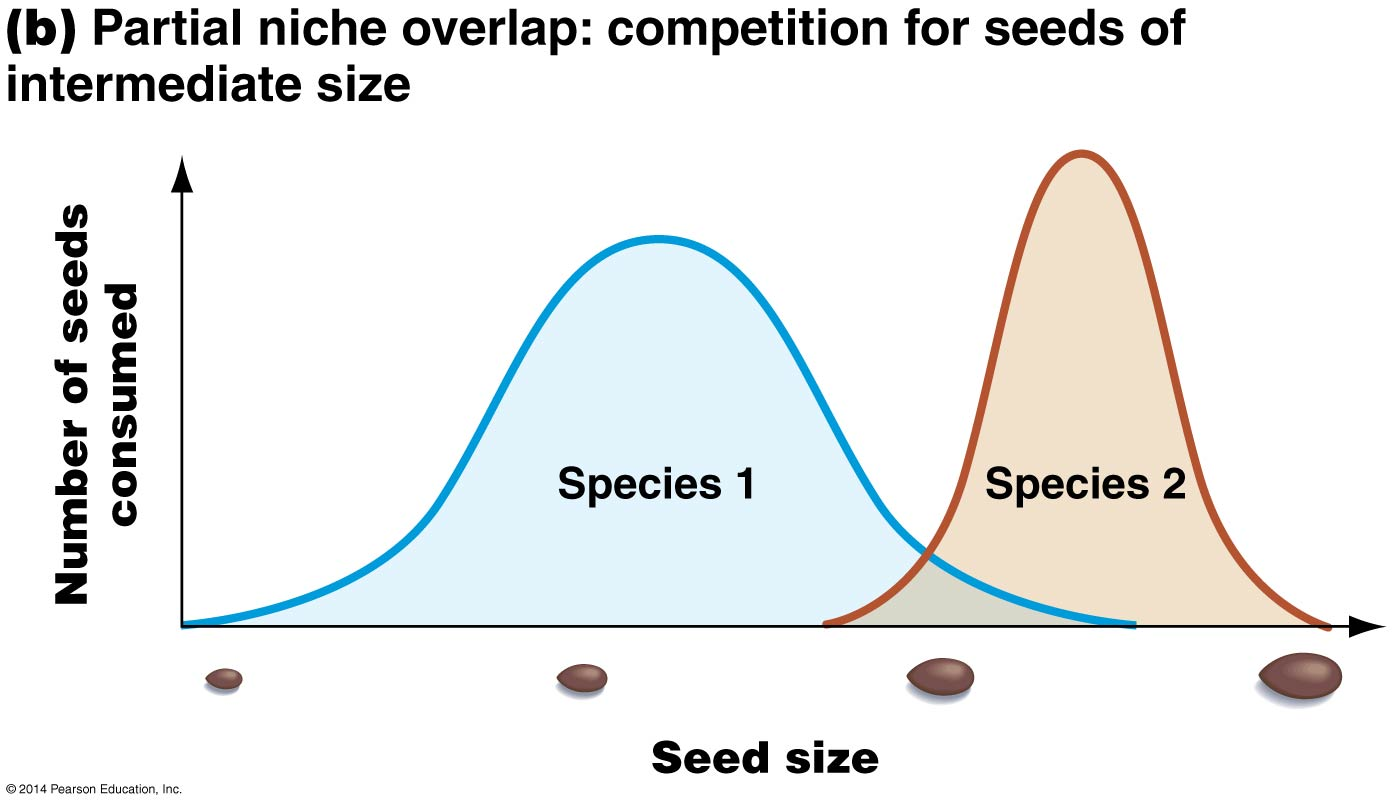 (b) Partial niche overlap: competition for seeds of
intermediate size
Number of seeds
consumed
Species 1
Species 2
Seed size
© 2014 Pearson Education, Inc.